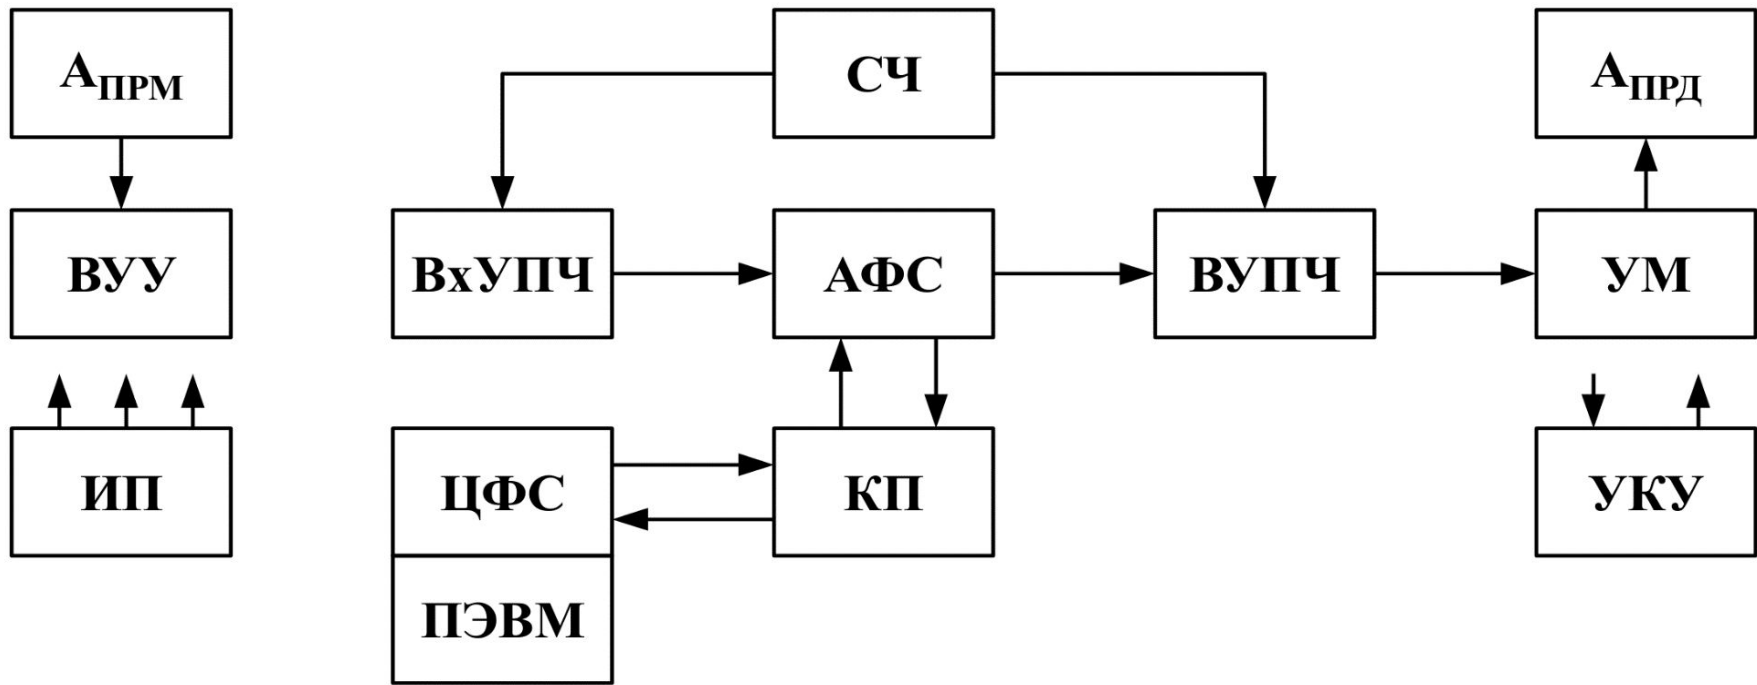 АПРМ
СЧ
АПРД
ВУУ
ВхУПЧ
АФС
ВУПЧ
УМ
ИП
ЦФС
КП
УКУ
ПЭВМ